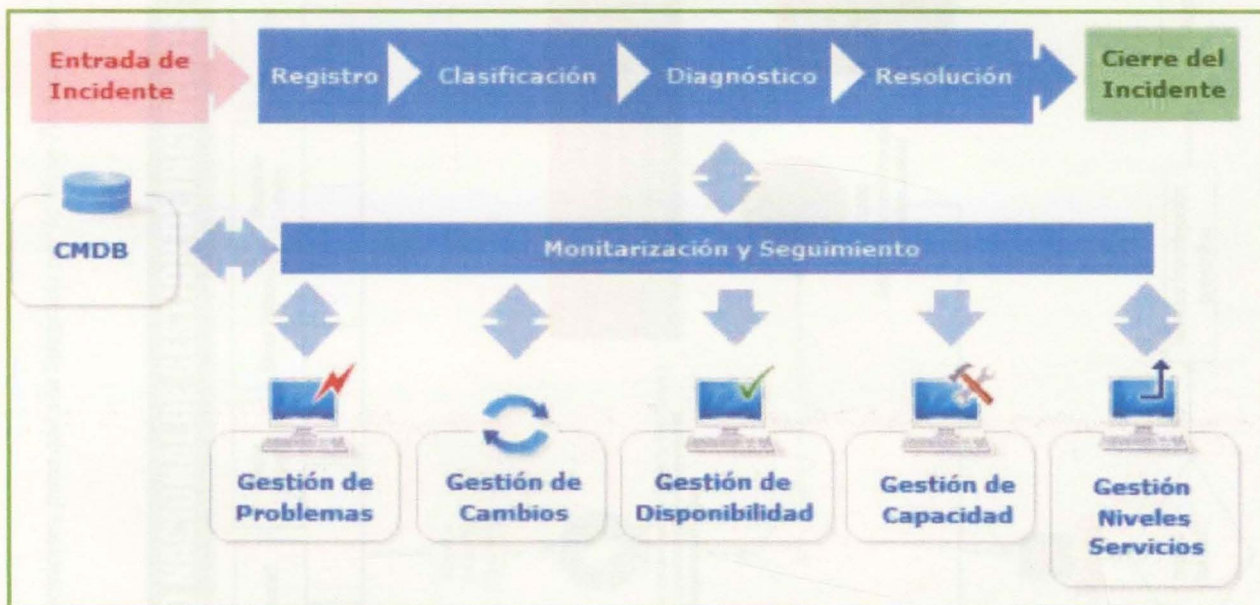 Entrada de
Incidente
Registro
Clasificación
Diagnóstico
Resolución
Cierre del
Incidente
CMDB
Monitarización y Seguimiento
Gestión de
Problemas
Gestión de
Cambios
Gestión de
Disponibilidad
Gestión de
Capacidad
Gestión
Niveles
Servicios